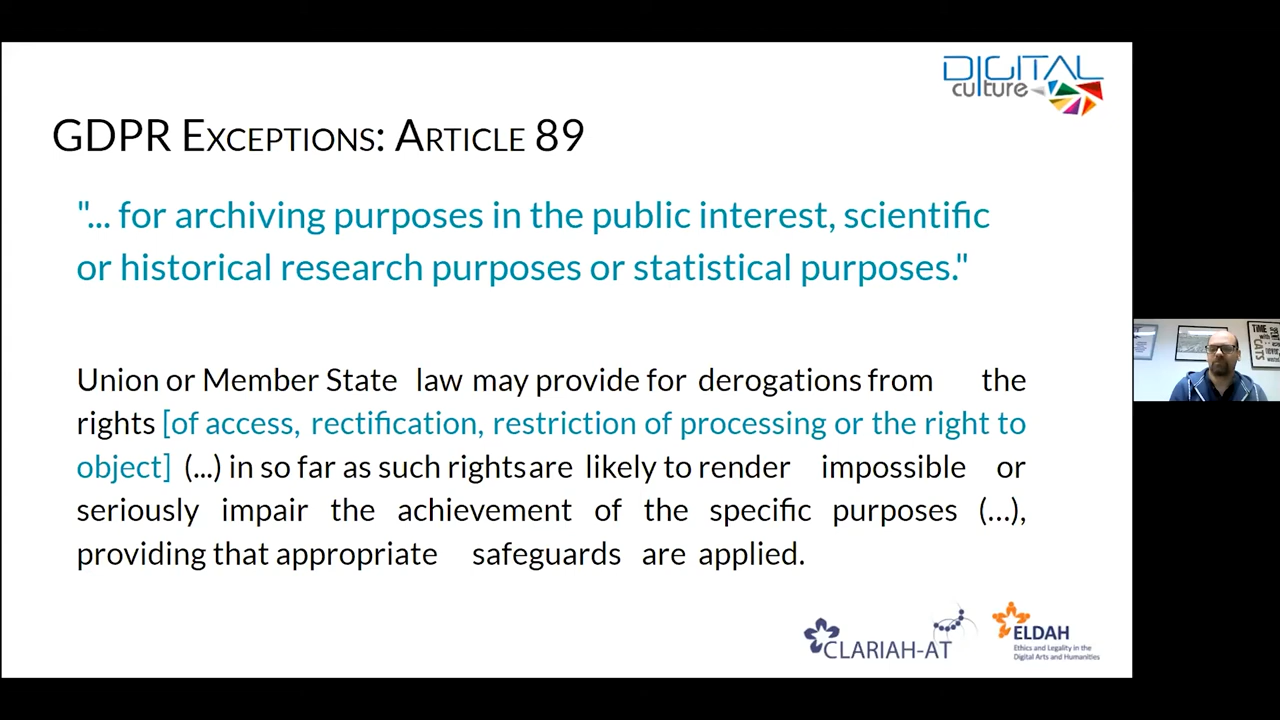 DIGITAL
culture
GDPR EXCEPTIONS: ARTICLE 89
"... for archiving purposes in the public interest, scientific
or historical research purposes or statistical purposes."
Union or Member State law may provide for derogations from the
rights [of access, rectification, restriction of processing or the right to
object] (...) in so far as such rights are likely to render impossible or
seriously impair the achievement of the specific purposes (...),
providing that appropriate safeguards are applied.
CLARIAH-AT
ELDAH
Ethics and Legality in the
Digital Arts and Humanities
TIME
CATS